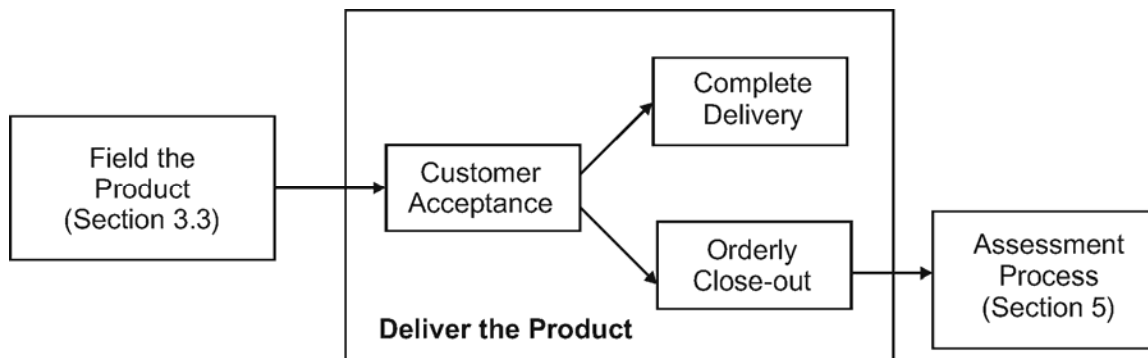 Field the
Product
(Section 3.3)
Customer
Acceptance
Complete
Delivery
Orderly
Close-out
Deliver the Product
Assessment
Process
(Section 5)